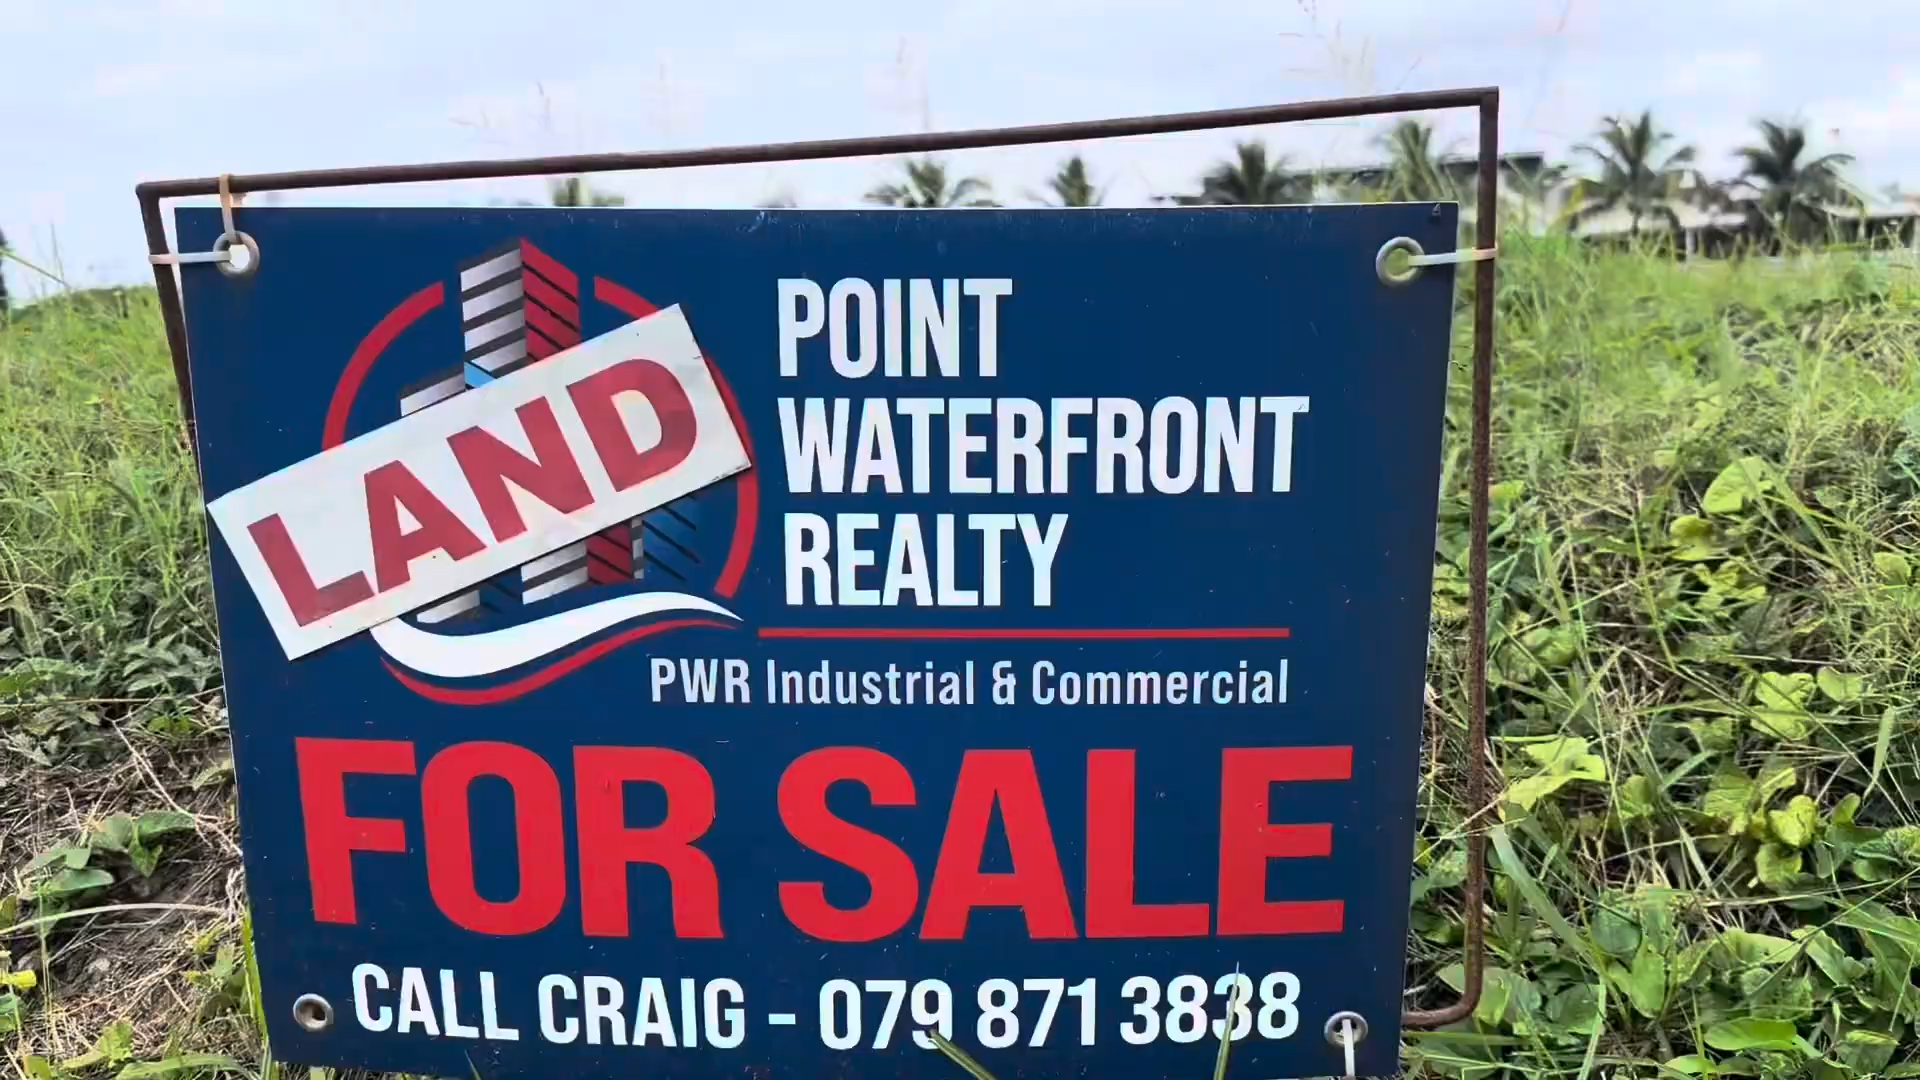 LAND
POINT
WATERFRONT
REALTY
PWR Industrial & Commercial
FOR SALE
CALL CRAIG - 079 871 3838